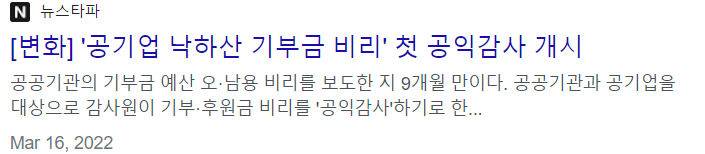 N 뉴스타파
[변화] '공기업 낙하산 기부금 비리' 첫 공익감사 개시
공공기관의 기부금 예산 오·남용 비리를 보도한 지 9개월 만이다. 공공기관과 공기업을
대상으로 감사원이 기부·후원금 비리를 '공익감사'하기로 한...
Mar 16, 2022